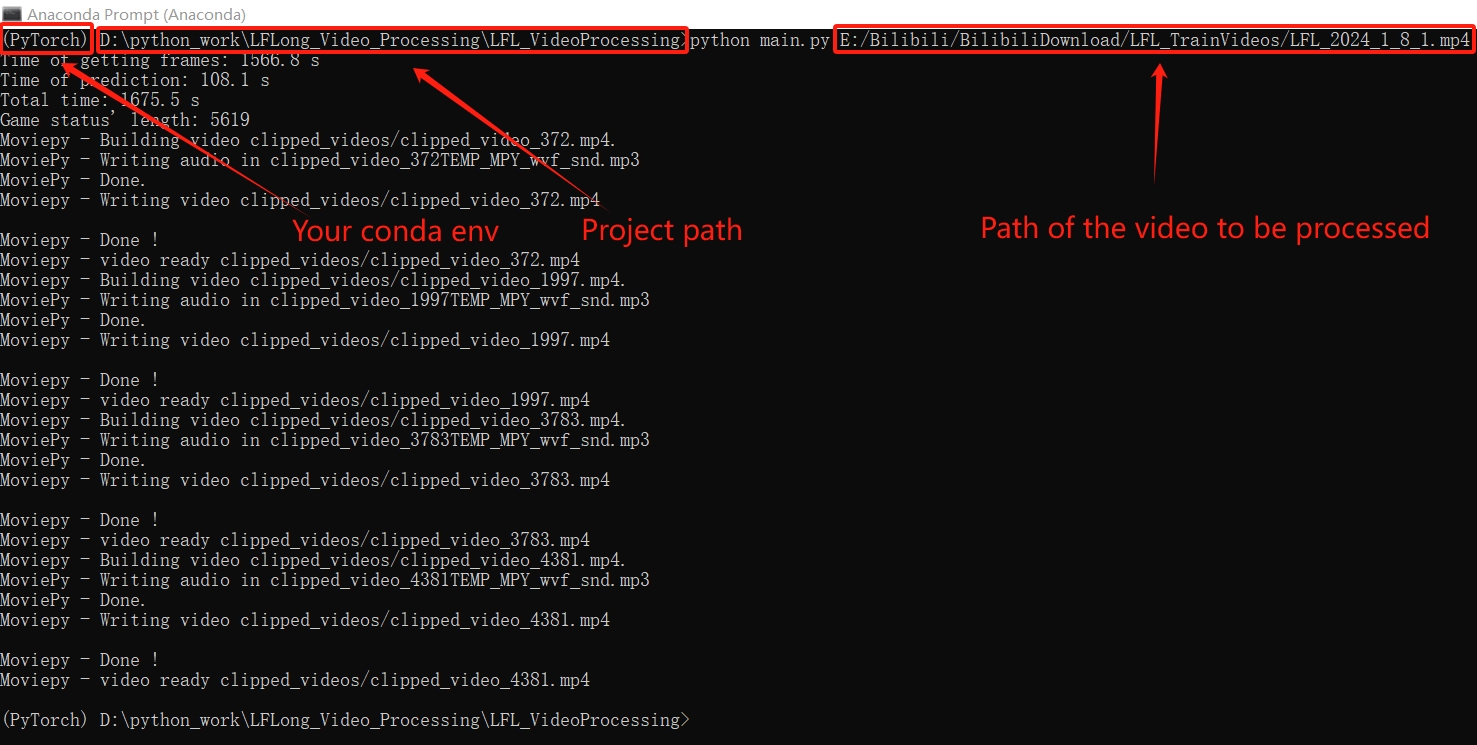 Anaconda Prompt (Anaconda)
(PyTorch) D:\python_work\LFLong_Video_Processing\LFL_VideoProcessing>python main.py E:/Bilibili/BilibiliDownload/LFL_TrainVideos/LFL_2024_1_8_1.mp4
Time of getting frames: 1566.8 s
Time of prediction: 108.1 s
Total time: 1675.5 s
Game status' length: 5619
Moviepy - Building video clipped_videos/clipped_video_372.mp4.
MoviePy - Writing audio in clipped_video_372TEMP_MPY_wvf_snd.mp3
MoviePy - Done.
Moviepy - Writing video clipped_videos/clipped_video_372.mp4
Your conda env
Project path
Path of the video to be processed
Moviepy - Done !
Moviepy - video ready clipped_videos/clipped_video_372.mp4
Moviepy - Building video clipped_videos/clipped_video_1997.mp4.
MoviePy - Writing audio in clipped_video_1997TEMP_MPY_wvf_snd.mp3
MoviePy - Done.
Moviepy - Writing video clipped_videos/clipped_video_1997.mp4
Moviepy - Done !
Moviepy - video ready clipped_videos/clipped_video_1997.mp4
Moviepy - Building video clipped_videos/clipped_video_3783.mp4.
MoviePy - Writing audio in clipped_video_3783TEMP_MPY_wvf_snd.mp3
MoviePy - Done.
Moviepy - Writing video clipped_videos/clipped_video_3783.mp4
Moviepy - Done !
Moviepy - video ready clipped_videos/clipped_video_3783.mp4
Moviepy - Building video clipped_videos/clipped_video_4381.mp4.
MoviePy - Writing audio in clipped_video_4381TEMP_MPY_wvf_snd.mp3
MoviePy - Done.
Moviepy - Writing video clipped_videos/clipped_video_4381.mp4
Moviepy - Done !
Moviepy - video ready clipped_videos/clipped_video_4381.mp4
(PyTorch) D:\python_work\LFLong_Video_Processing\LFL_VideoProcessing>